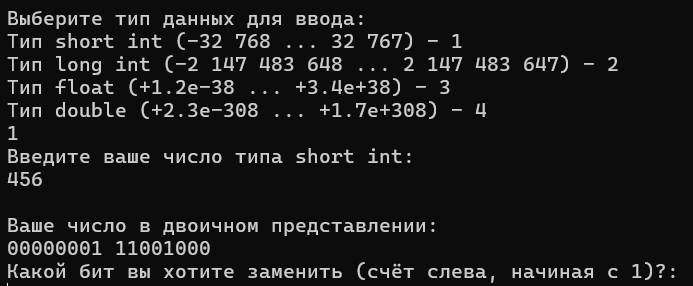 Выберите тип данных для ввода:
Тип short int (-32 768 ... 32 767) - 1
Тип long int (-2 147 483 648 ... 2 147 483 647) - 2
Тип float (+1.2e-38 ... +3.4e+38) - 3
Тип double (+2.3e-308 ... +1.7e+308) - 4
1
Введите ваше число типа short int:
456
Ваше число в двоичном представлении:
00000001 11001000
Какой бит вы хотите заменить (счёт слева, начиная с 1)?: